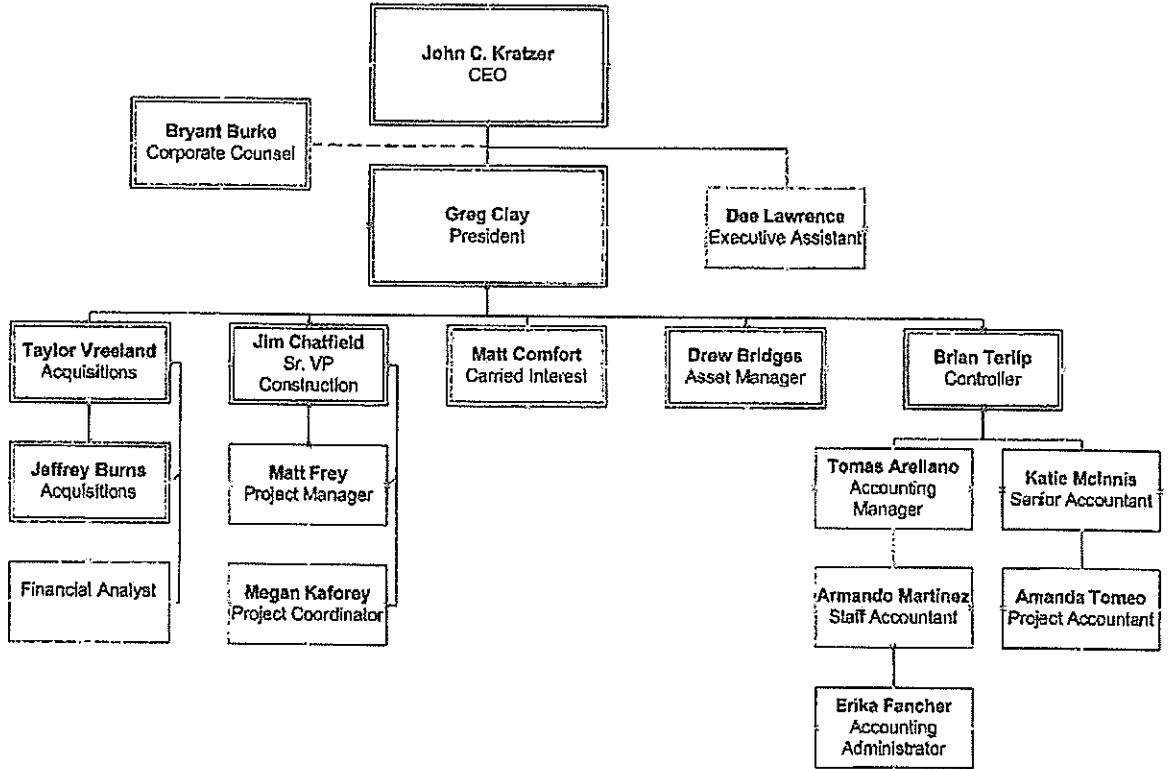 John C. Kratzer
CEO
Bryant Burke
Corporate Counsel
Greg Clay
President
Dee Lawrence
Executive Assistant
Taylor Vreeland
Acquisitions
Jim Chatfield
Sr. VP
Construction
Matt Comfort
Carried Interest
Drew Bridges
Asset Manager
Brian Terlip
Controller
Jeffrey Burns
Acquisitions
Matt Frey
Project Manager
Tomas Arellano
Accounting
Manager
Katie McInnis
Senior Accountant
Financial Analyst
Megan Kaforey
Project Coordinator
Armando Martinez
Staff Accountant
Amanda Tomeo
Project Accountant
Erika Fancher
Accounting
Administrator